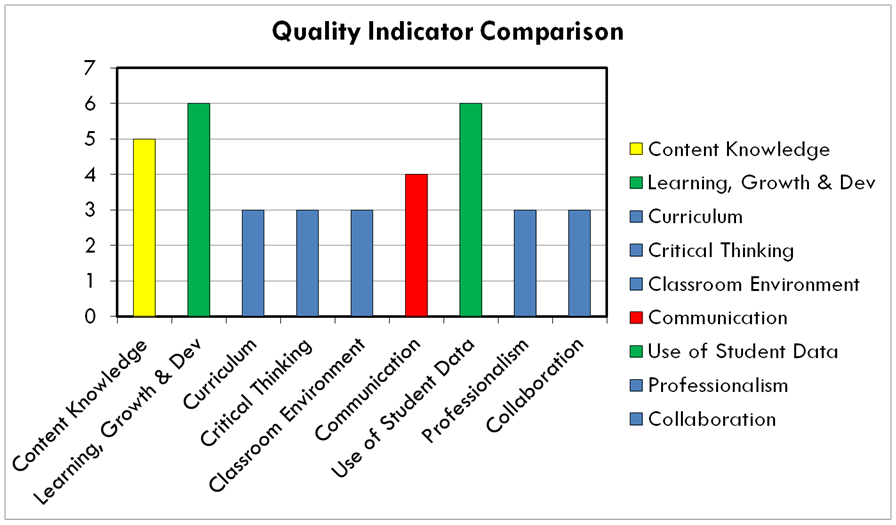 Quality Indicator Comparison
7
6
5
4
3
2
1
0
Content Knowledge
Learning, Growth & Dev
Curriculum
Critical Thinking
Classroom Environment
Communication
Use of Student Data
Professionalism
Collaboration
Content Knowledge
Learning, Growth & Dev
Curriculum
Critical Thinking
Classroom Environment
Communication
Use of Student Data
Professionalism
Collaboration